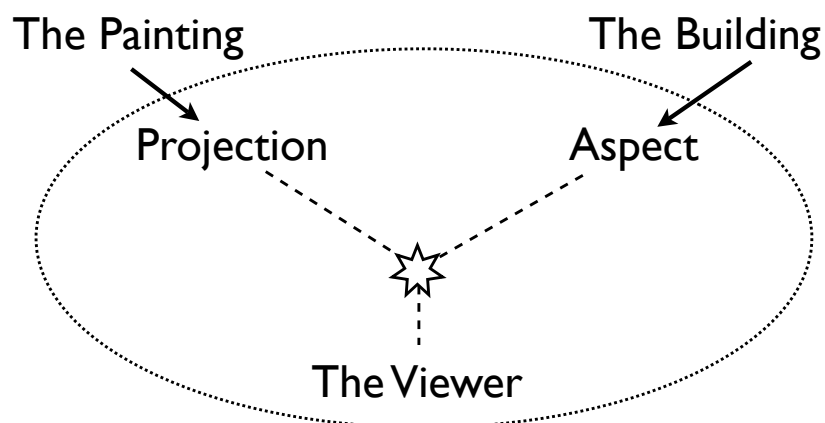 The Painting
The Building
Projection
Aspect
The Viewer